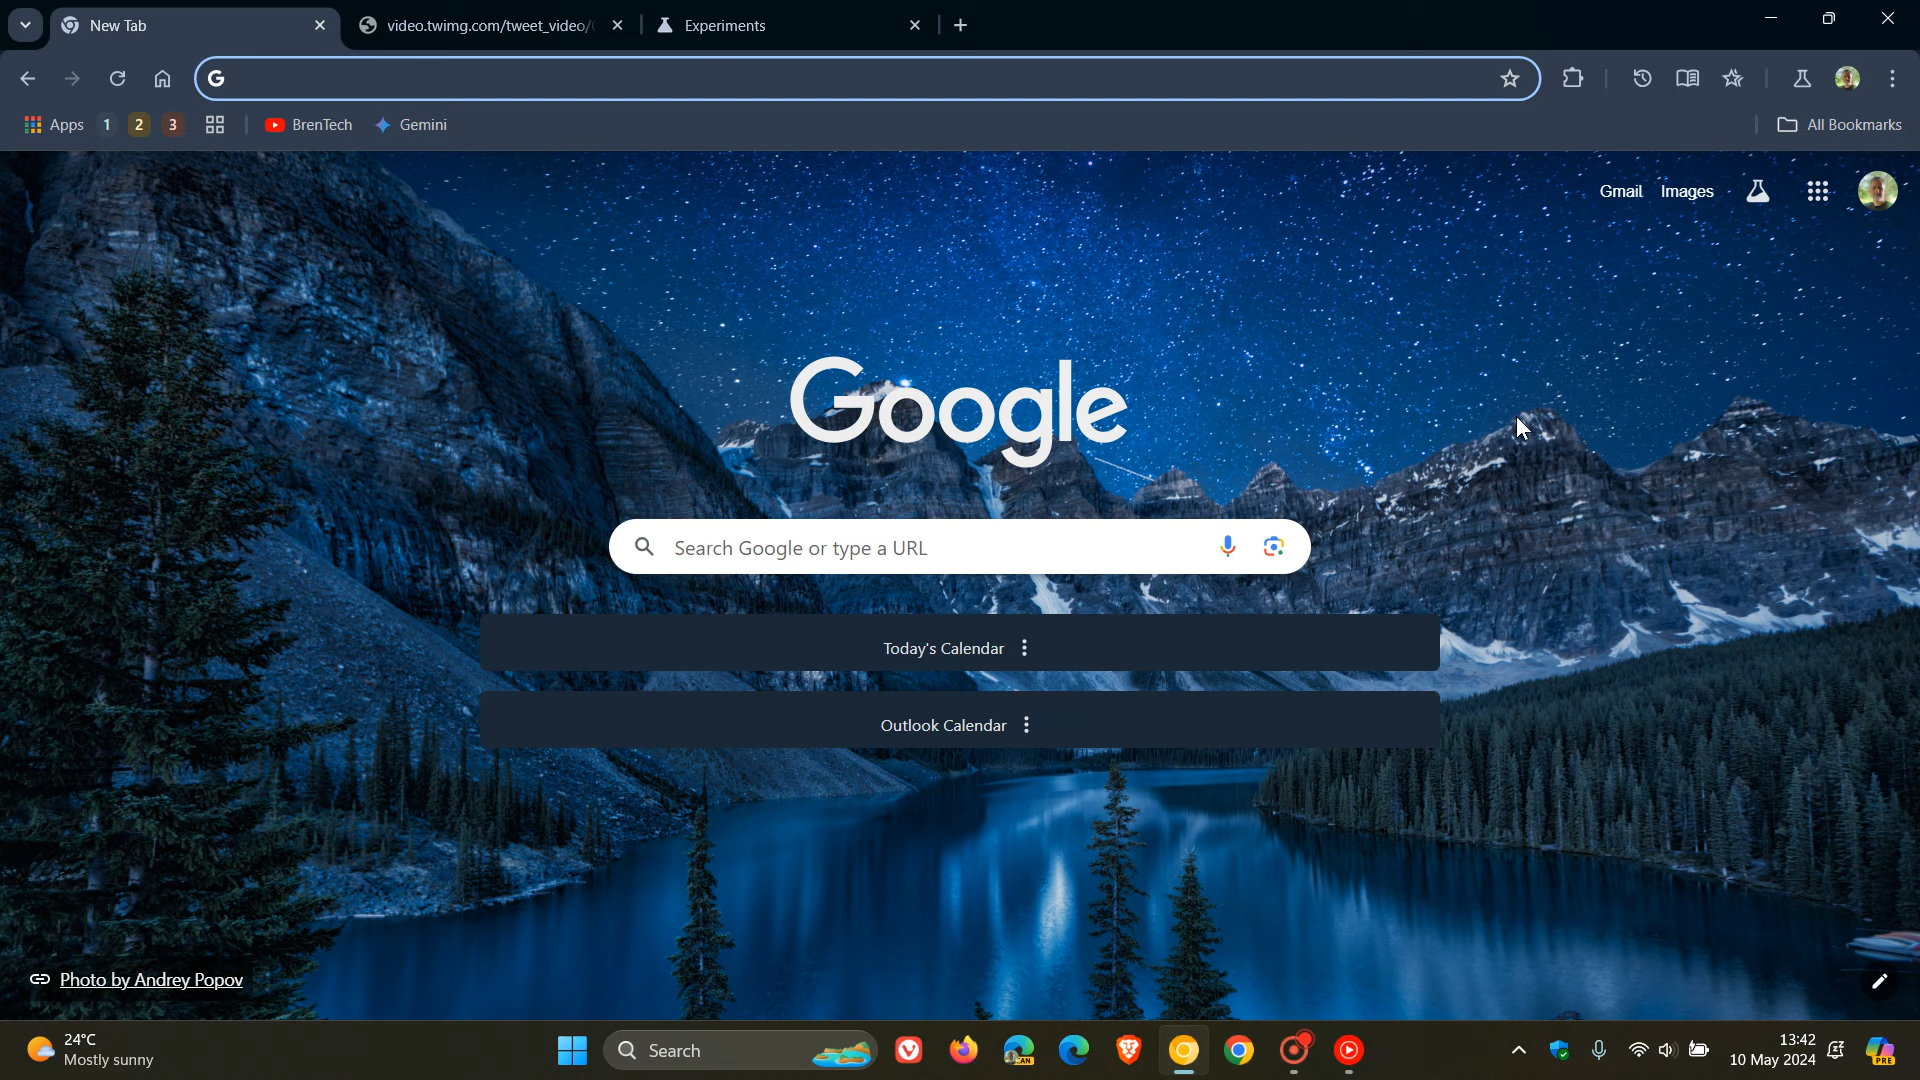 New Tab
video.twimg.com/tweet_video/
Experiments
Apps
1
2
3
BrenTech
Gemini
All Bookmarks
Gmail
Images
Google
Search Google or type a URL
Today's Calendar
Outlook Calendar
Photo by Andrey Popov
24°C
Mostly sunny
Search
CAN
13:42
10 May 2024
PRE